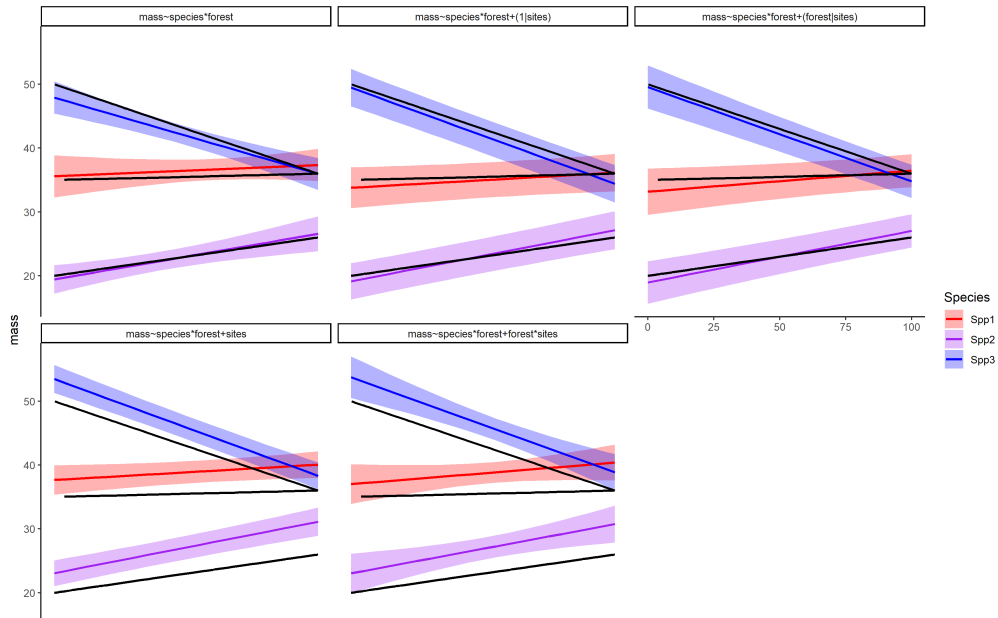 mass~species*forest
mass~species*forest+(1|sites)
mass~species*forest+(forest|sites)
50
40
30
20
0
25
50
75
100
mass~species*forest+sites
mass~species*forest+forest*sites
50
40
30
20
mass
Species
Spp1
Spp2
Spp3